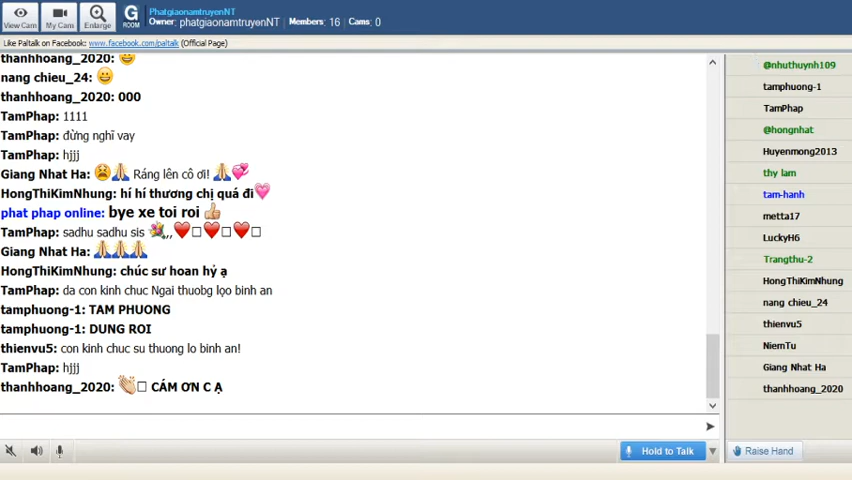 PhatgiaonamtruyenNT
Owner: phatgiaonamtruyenNT Members: 16 Cams: 0
View Cam My Cam Enlarge G ROOM
Like Paltalk on Facebook: www.facebook.com/paltalk (Official Page)
thanhhoang_2020: 😀
nang chieu_24: 😀
thanhhoang_2020: 000
TamPhap: 1111
TamPhap: đừng nghĩ vay
TamPhap: hjjj
Giang Nhat Ha: 😫🙏 Ráng lên cô ơi! 🙏💞
HongThiKimNhung: hí hí thương chị quá đi💗
phat phap online: bye xe toi roi 👍
TamPhap: sadhu sadhu sis 💐,,❤️❤️❤️
Giang Nhat Ha: 🙏🙏🙏
HongThiKimNhung: chúc sư hoan hỷ ạ
TamPhap: da con kinh chuc Ngai thuobg lọo binh an
tamphuong-1: TAM PHUONG
tamphuong-1: DUNG ROI
thienvu5: con kinh chuc su thuong lo binh an!
TamPhap: hjjj
thanhhoang_2020: 👏 CÁM ƠN C Ạ
@nhuthuynh109
tamphuong-1
TamPhap
@hongnhat
Huyenmong2013
thy lam
tam-hanh
metta17
LuckyH6
Trangthu-2
HongThiKimNhung
nang chieu_24
thienvu5
NiemTu
Giang Nhat Ha
thanhhoang_2020
Hold to Talk
Raise Hand